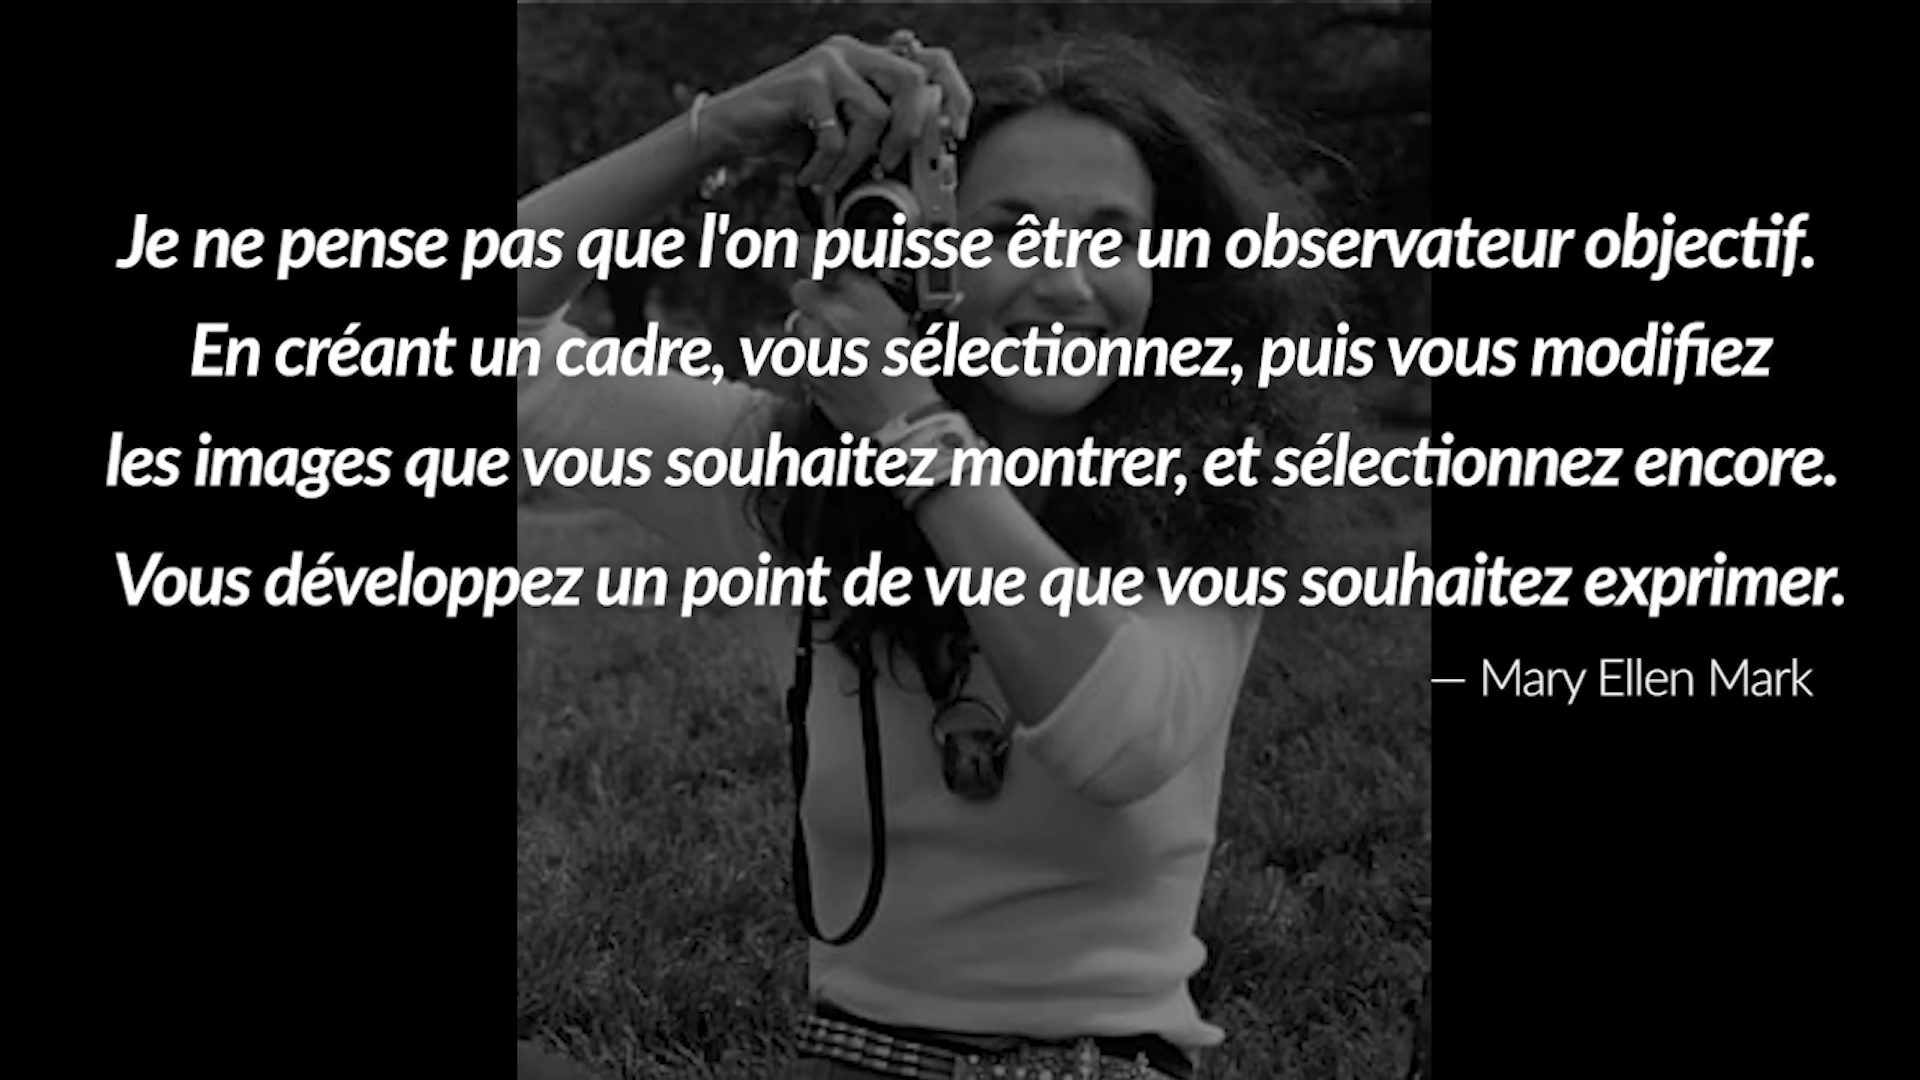 Je ne pense pas que l'on puisse être un observateur objectif.
En créant un cadre, vous sélectionnez, puis vous modifiez
les images que vous souhaitez montrer, et sélectionnez encore.
Vous développez un point de vue que vous souhaitez exprimer.
— Mary Ellen Mark